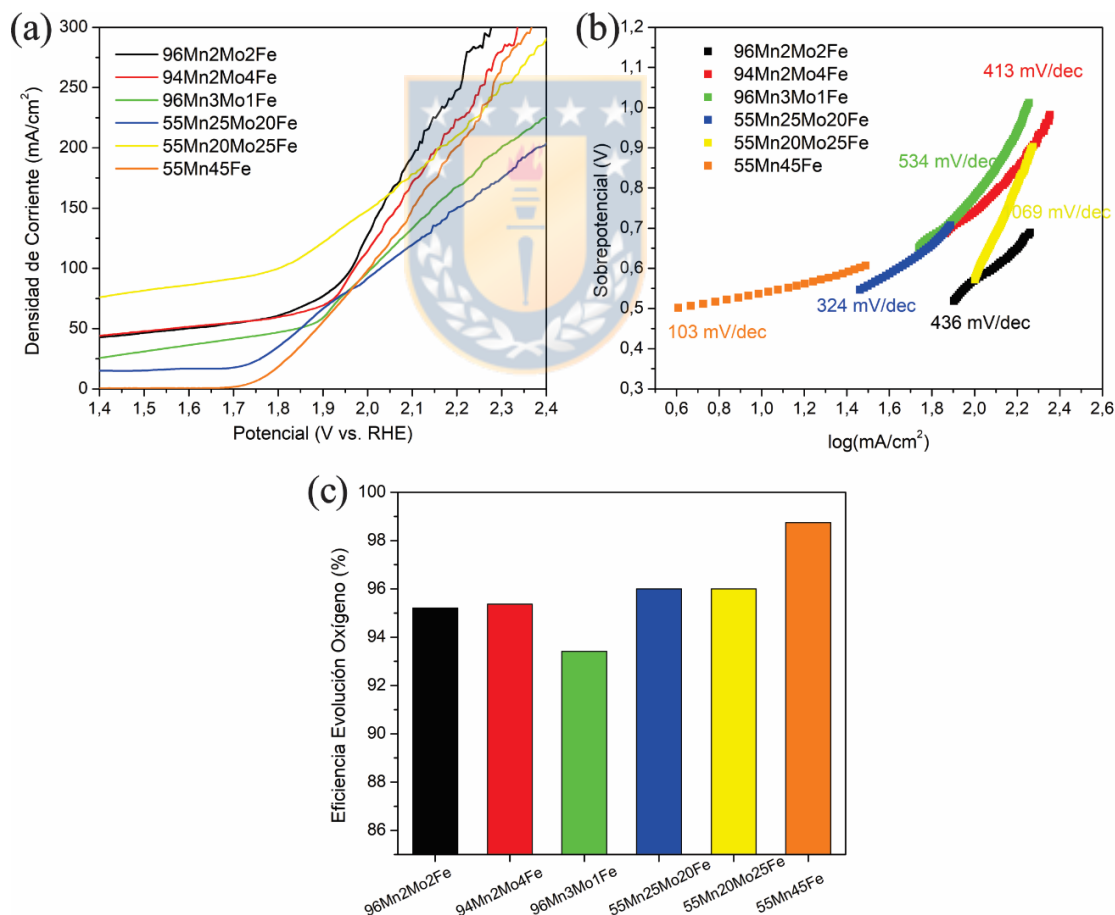 (a)
300
250
200
150
100
50
0
Densidad de Corriente (mA/cm²)
96Mn2Mo2Fe
94Mn2Mo4Fe
96Mn3Mo1Fe
55Mn25Mo20Fe
55Mn20Mo25Fe
55Mn45Fe
1,4 1,5 1,6 1,7 1,8 1,9 2,0 2,1 2,2 2,3 2,4
Potencial (V vs. RHE)
(b)
1,2
1,1
1,0
0,9
0,8
0,7
0,6
0,5
0,4
0,3
Sobrepotencial (V)
96Mn2Mo2Fe
94Mn2Mo4Fe
96Mn3Mo1Fe
55Mn25Mo20Fe
55Mn20Mo25Fe
55Mn45Fe
413 mV/dec
534 mV/dec
069 mV/dec
324 mV/dec
436 mV/dec
103 mV/dec
0,6 0,8 1,0 1,2 1,4 1,6 1,8 2,0 2,2 2,4 2,6
log(mA/cm²)
(c)
100
98
96
94
92
90
88
86
Eficiencia Evolución Oxígeno (%)
96Mn2Mo2Fe
94Mn2Mo4Fe
96Mn3Mo1Fe
55Mn25Mo20Fe
55Mn20Mo25Fe
55Mn45Fe